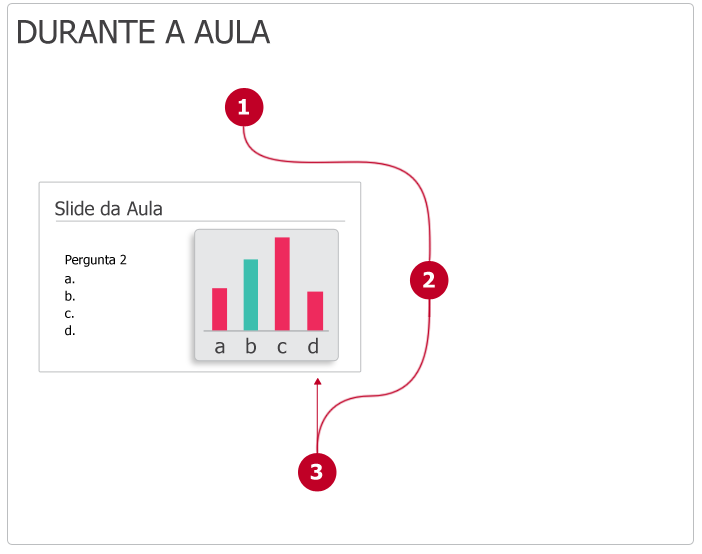 DURANTE A AULA
1
Slide da Aula
Pergunta 2
a.
b.
c.
d.
a b c d
2
3